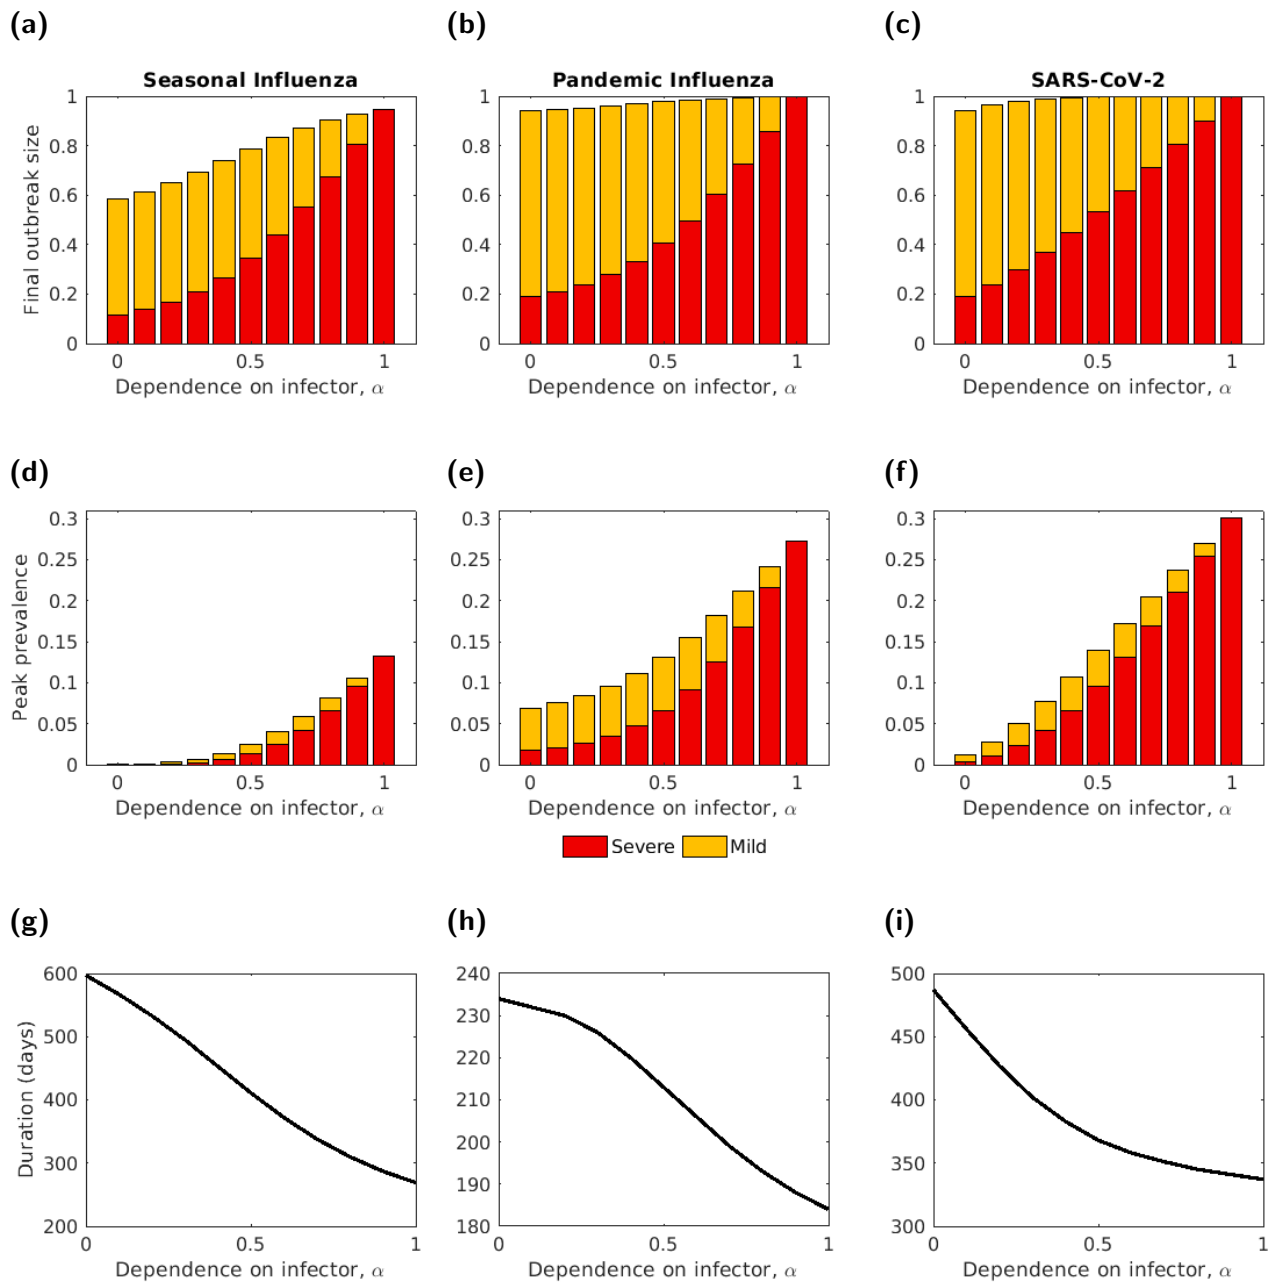 (a) (b) (c)
Seasonal Influenza Pandemic Influenza SARS-CoV-2
Final outbreak size
1
0.8
0.6
0.4
0.2
0
0 0.5 1
Dependence on infector, α
1
0.8
0.6
0.4
0.2
0
0 0.5 1
Dependence on infector, α
1
0.8
0.6
0.4
0.2
0
0 0.5 1
Dependence on infector, α
(d) (e) (f)
Peak prevalence
0.3
0.25
0.2
0.15
0.1
0.05
0
0 0.5 1
Dependence on infector, α
0.3
0.25
0.2
0.15
0.1
0.05
0
0 0.5 1
Dependence on infector, α
0.3
0.25
0.2
0.15
0.1
0.05
0
0 0.5 1
Dependence on infector, α
Severe Mild
(g) (h) (i)
Duration (days)
600
500
400
300
200
0 0.5 1
Dependence on infector, α
240
230
220
210
200
190
180
0 0.5 1
Dependence on infector, α
500
450
400
350
300
0 0.5 1
Dependence on infector, α